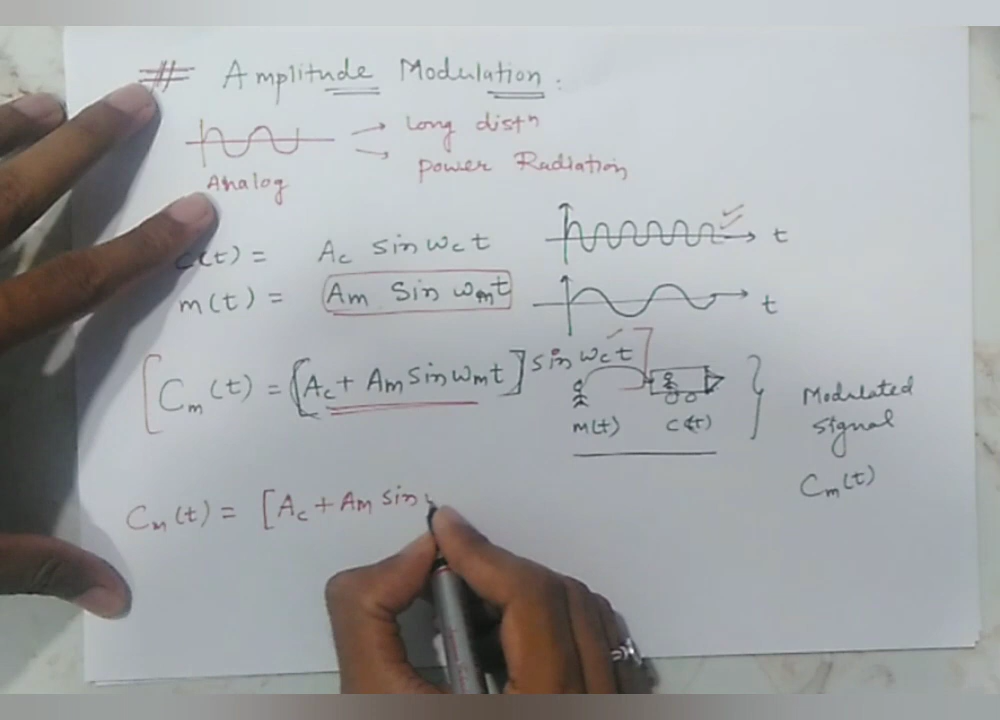 # Amplitude Modulation.
→ Long distⁿ
→ power Radiation
Analog
c(t) = Ac sin ωct
t
m(t) = Am Sin ωmt
t
[Cm(t) = [Ac + Am sin ωmt] sin ωct
m(t) c(t)
Modulated
signal
Cm(t)
Cm(t) = [Ac + Am sin